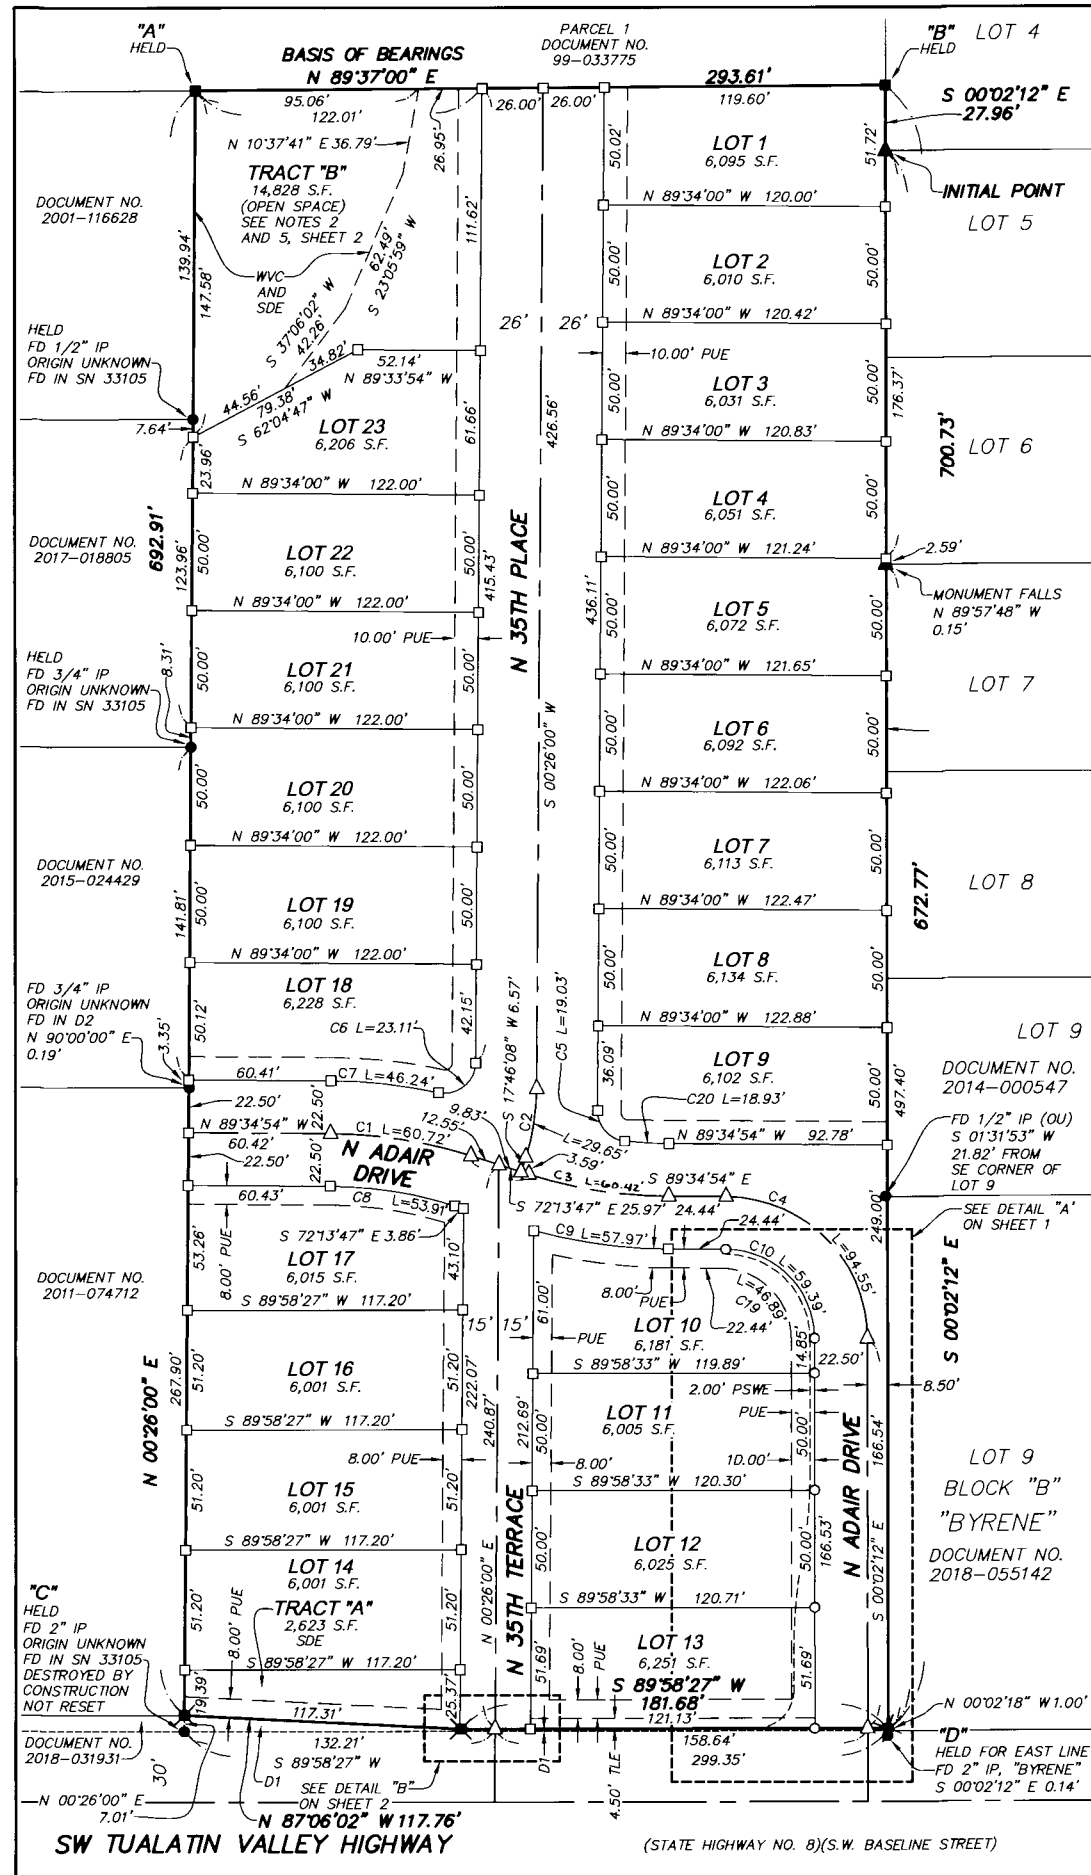 "A"
HELD
BASIS OF BEARINGS
N 89°37'00" E
PARCEL 1
DOCUMENT NO.
99-033775
293.61'
"B"
HELD
LOT 4
S 00°02'12" E
27.96'
95.06'
122.01'
26.95'
26.00'
26.00'
119.60'
N 10°37'41" E 36.79'
TRACT "B"
14,828 S.F.
(OPEN SPACE)
SEE NOTES 2
AND 5, SHEET 2
DOCUMENT NO.
2001-116628
139.94'
147.58'
WVC
AND
SDE
62.49'
S 23°05'59" W
S 37°06'02" W
42.26'
111.62'
50.02'
LOT 1
6,095 S.F.
51.72'
INITIAL POINT
LOT 5
N 89°34'00" W 120.00'
50.00'
LOT 2
6,010 S.F.
50.00'
N 89°34'00" W 120.42'
26'
26'
10.00' PUE
HELD
FD 1/2" IP
ORIGIN UNKNOWN
FD IN SN 33105
7.64'
34.82'
52.14'
N 89°33'54" W
44.56'
79.38'
S 62°04'47" W
LOT 23
6,206 S.F.
23.96'
61.66'
426.56'
50.00'
LOT 3
6,031 S.F.
50.00'
176.37'
N 89°34'00" W 120.83'
700.73'
LOT 6
N 89°34'00" W 122.00'
50.00'
LOT 4
6,051 S.F.
50.00'
N 89°34'00" W 121.24'
2.59'
MONUMENT FALLS
N 89°57'48" W
0.15'
DOCUMENT NO.
2017-018805
692.91'
123.96'
50.00'
LOT 22
6,100 S.F.
50.00'
415.43'
N 35TH PLACE
436.11'
50.00'
LOT 5
6,072 S.F.
50.00'
N 89°34'00" W 122.00'
10.00' PUE
N 89°34'00" W 121.65'
LOT 7
HELD
FD 3/4" IP
ORIGIN UNKNOWN
FD IN SN 33105
8.31'
50.00'
LOT 21
6,100 S.F.
50.00'
S 00°26'00" W
50.00'
LOT 6
6,092 S.F.
50.00'
N 89°34'00" W 122.00'
N 89°34'00" W 122.06'
50.00'
LOT 20
6,100 S.F.
50.00'
50.00'
LOT 7
6,113 S.F.
50.00'
672.77'
LOT 8
N 89°34'00" W 122.00'
N 89°34'00" W 122.47'
DOCUMENT NO.
2015-024429
141.81'
50.00'
LOT 19
6,100 S.F.
50.00'
50.00'
LOT 8
6,134 S.F.
50.00'
N 89°34'00" W 122.00'
N 89°34'00" W 122.88'
FD 3/4" IP
ORIGIN UNKNOWN
FD IN D2
N 90°00'00" E
0.19'
3.35'
50.12'
LOT 18
6,228 S.F.
C6 L=23.11'
42.15'
S 17°46'08" W 6.57'
C5 L=19.03'
36.09'
LOT 9
6,102 S.F.
50.00'
497.40'
LOT 9
DOCUMENT NO.
2014-000547
60.41'
C7 L=46.24'
C20 L=18.93'
22.50'
22.50'
N 89°34'54" W
C1 L=60.72'
9.83'
12.55'
C2
L=29.65'
3.59'
N 89°34'54" W 92.78'
FD 1/2" IP (OU)
S 01°31'53" W
21.82' FROM
SE CORNER OF
LOT 9
60.42'
22.50'
22.50'
N ADAIR
DRIVE
C3 L=60.42'
S 89°34'54" E
24.44'
C4
249.00'
60.43'
C8 L=53.91'
S 72°13'47" E 25.97'
SEE DETAIL "A"
ON SHEET 1
S 72°13'47" E 3.86'
8.00' PUE
53.26'
LOT 17
6,015 S.F.
43.10'
C9 L=57.97'
24.44'
C10 L=59.39'
L=94.55'
8.00'
PUE
L=46.89'
C19
22.44'
61.00'
PUE
LOT 10
6,181 S.F.
14.85'
22.50'
S 00°02'12" E
DOCUMENT NO.
2011-074712
S 89°58'27" W 117.20'
15'
15'
S 89°58'33" W 119.89'
2.00' PSWE
PUE
8.50'
N 00°26'00" E
267.90'
51.20'
LOT 16
6,001 S.F.
51.20'
222.07'
240.87'
212.69'
50.00'
LOT 11
6,005 S.F.
50.00'
10.00'
S 89°58'27" W 117.20'
8.00' PUE
8.00'
S 89°58'33" W 120.30'
N ADAIR DRIVE
166.54'
166.53'
LOT 9
BLOCK "B"
"BYRENE"
DOCUMENT NO.
2018-055142
51.20'
LOT 15
6,001 S.F.
51.20'
N 00°26'00" E
N 35TH TERRACE
50.00'
LOT 12
6,025 S.F.
50.00'
S 00°02'12" E
S 89°58'27" W 117.20'
S 89°58'33" W 120.71'
51.20'
LOT 14
6,001 S.F.
51.20'
"C"
HELD
FD 2" IP
ORIGIN UNKNOWN
FD IN SN 33105
DESTROYED BY
CONSTRUCTION
NOT RESET
8.00' PUE
TRACT "A"
2,623 S.F.
SDE
S 89°58'27" W 117.20'
19.39'
25.37'
51.69'
8.00'
PUE
LOT 13
6,251 S.F.
51.69'
S 89°58'27" W
181.68'
N 00°02'18" W 1.00'
117.31'
121.13'
DOCUMENT NO.
2018-031931
30'
132.21'
S 89°58'27" W
D1
D1
4.50' TLE
158.64'
299.35'
"D"
HELD FOR EAST LINE
FD 2" IP, "BYRENE"
S 00°02'12" E 0.14'
SEE DETAIL "B"
ON SHEET 2
N 00°26'00" E
7.01'
N 87°06'02" W 117.76'
SW TUALATIN VALLEY HIGHWAY
(STATE HIGHWAY NO. 8)(S.W. BASELINE STREET)